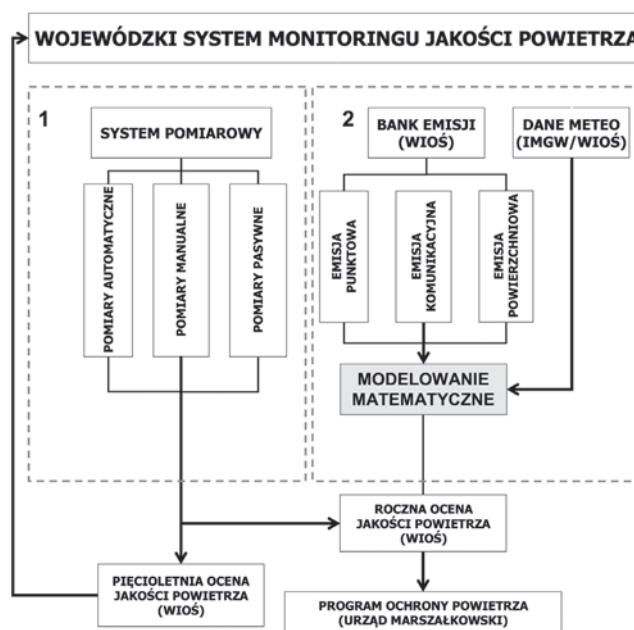 WOJEWÓDZKI SYSTEM MONITORINGU JAKOŚCI POWIETRZA
1
SYSTEM POMIAROWY
POMIARY AUTOMATYCZNE
POMIARY MANUALNE
POMIARY PASYWNE
2
BANK EMISJI
(WIOŚ)
DANE METEO
(IMGW/WIOŚ)
EMISJA
PUNKTOWA
EMISJA
KOMUNIKACYJNA
EMISJA
POWIERZCHNIOWA
MODELOWANIE
MATEMATYCZNE
ROCZNA OCENA
JAKOŚCI POWIETRZA
(WIOŚ)
PIĘCIOLETNIA OCENA
JAKOŚCI POWIETRZA
(WIOŚ)
PROGRAM OCHRONY POWIETRZA
(URZĄD MARSZAŁKOWSKI)